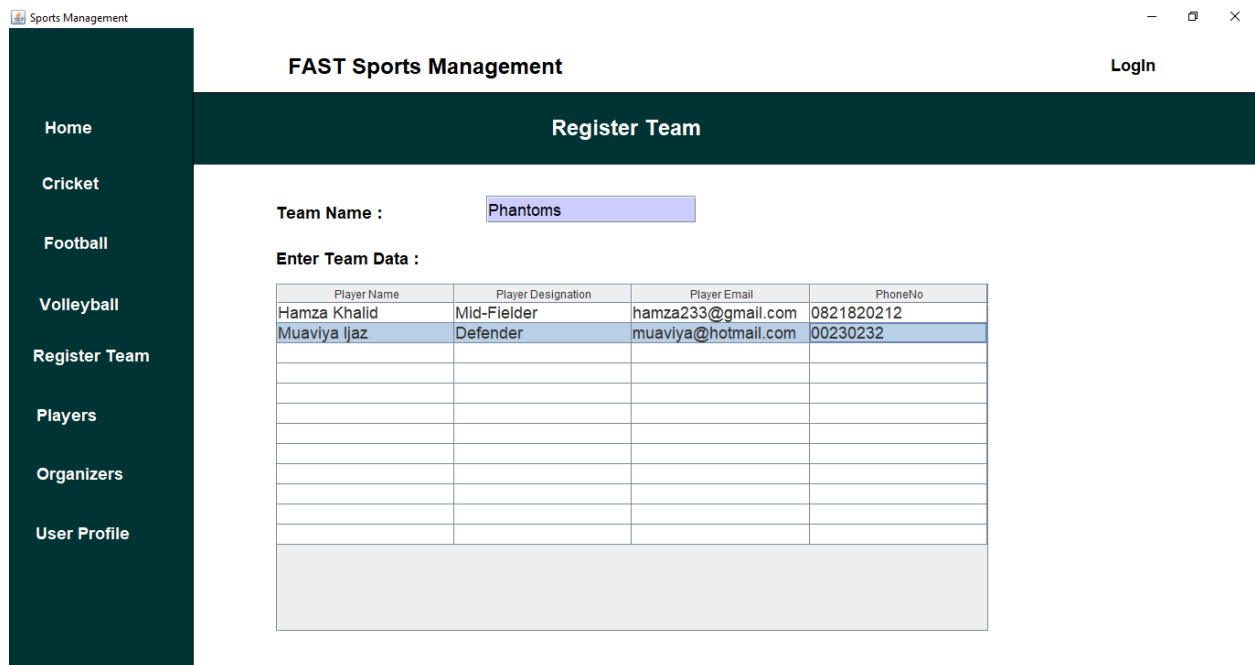 Sports Management
FAST Sports Management LogIn
Home
Cricket
Football
Volleyball
Register Team
Players
Organizers
User Profile
Register Team
Team Name : Phantoms
Enter Team Data :
Player Name Player Designation Player Email PhoneNo
Hamza Khalid Mid-Fielder hamza233@gmail.com 0821820212
Muaviya Ijaz Defender muaviya@hotmail.com 00230232